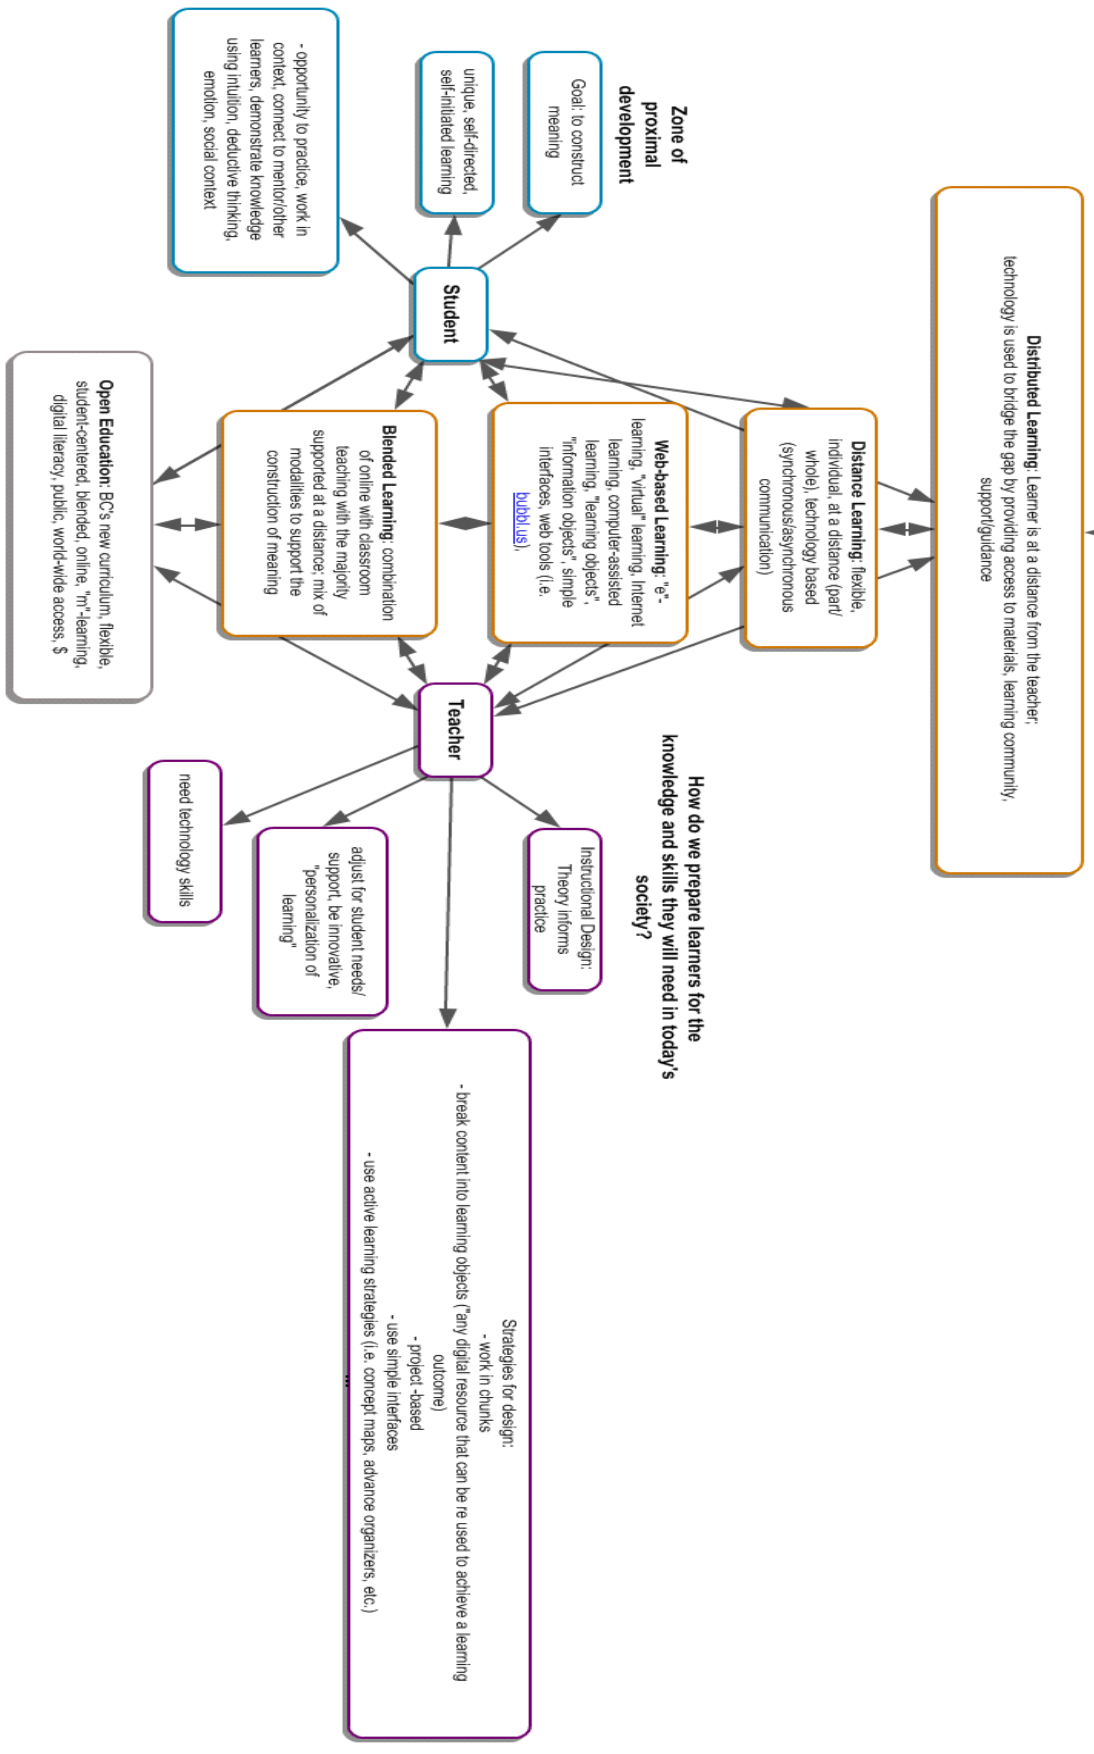 Distributed Learning: Learner is at a distance from the teacher;
technology is used to bridge the gap by providing access to materials, learning community,
support/guidance
Zone of
proximal
development
Goal: to construct
meaning
unique, self-directed,
self-initiated learning
- opportunity to practice, work in
context, connect to mentor/other
learners, demonstrate knowledge
using intuition, deductive thinking,
emotion, social context
Student
Distance Learning: flexible,
individual, at a distance (part/
whole), technology based
(synchronous/asynchronous
communication)
Web-based Learning: "e"-
learning, "virtual" learning, Internet
learning, computer-assisted
learning, "learning objects",
"information objects", simple
interfaces, web tools (i.e.
bubbl.us),
Blended Learning: combination
of online with classroom
teaching with the majority
supported at a distance; mix of
modalities to support the
construction of meaning
Open Education: BC's new curriculum, flexible,
student-centered, blended, online, "m"-learning,
digital literacy, public, world-wide access, $
Teacher
How do we prepare learners for the
knowledge and skills they will need in today's
society?
Instructional Design:
Theory informs
practice
adjust for student needs/
support, be innovative,
"personalization of
learning"
need technology skills
Strategies for design:
- work in chunks
- break content into learning objects ("any digital resource that can be re used to achieve a learning
outcome)
- project -based
- use simple interfaces
- use active learning strategies (i.e. concept maps, advance organizers, etc.)
...